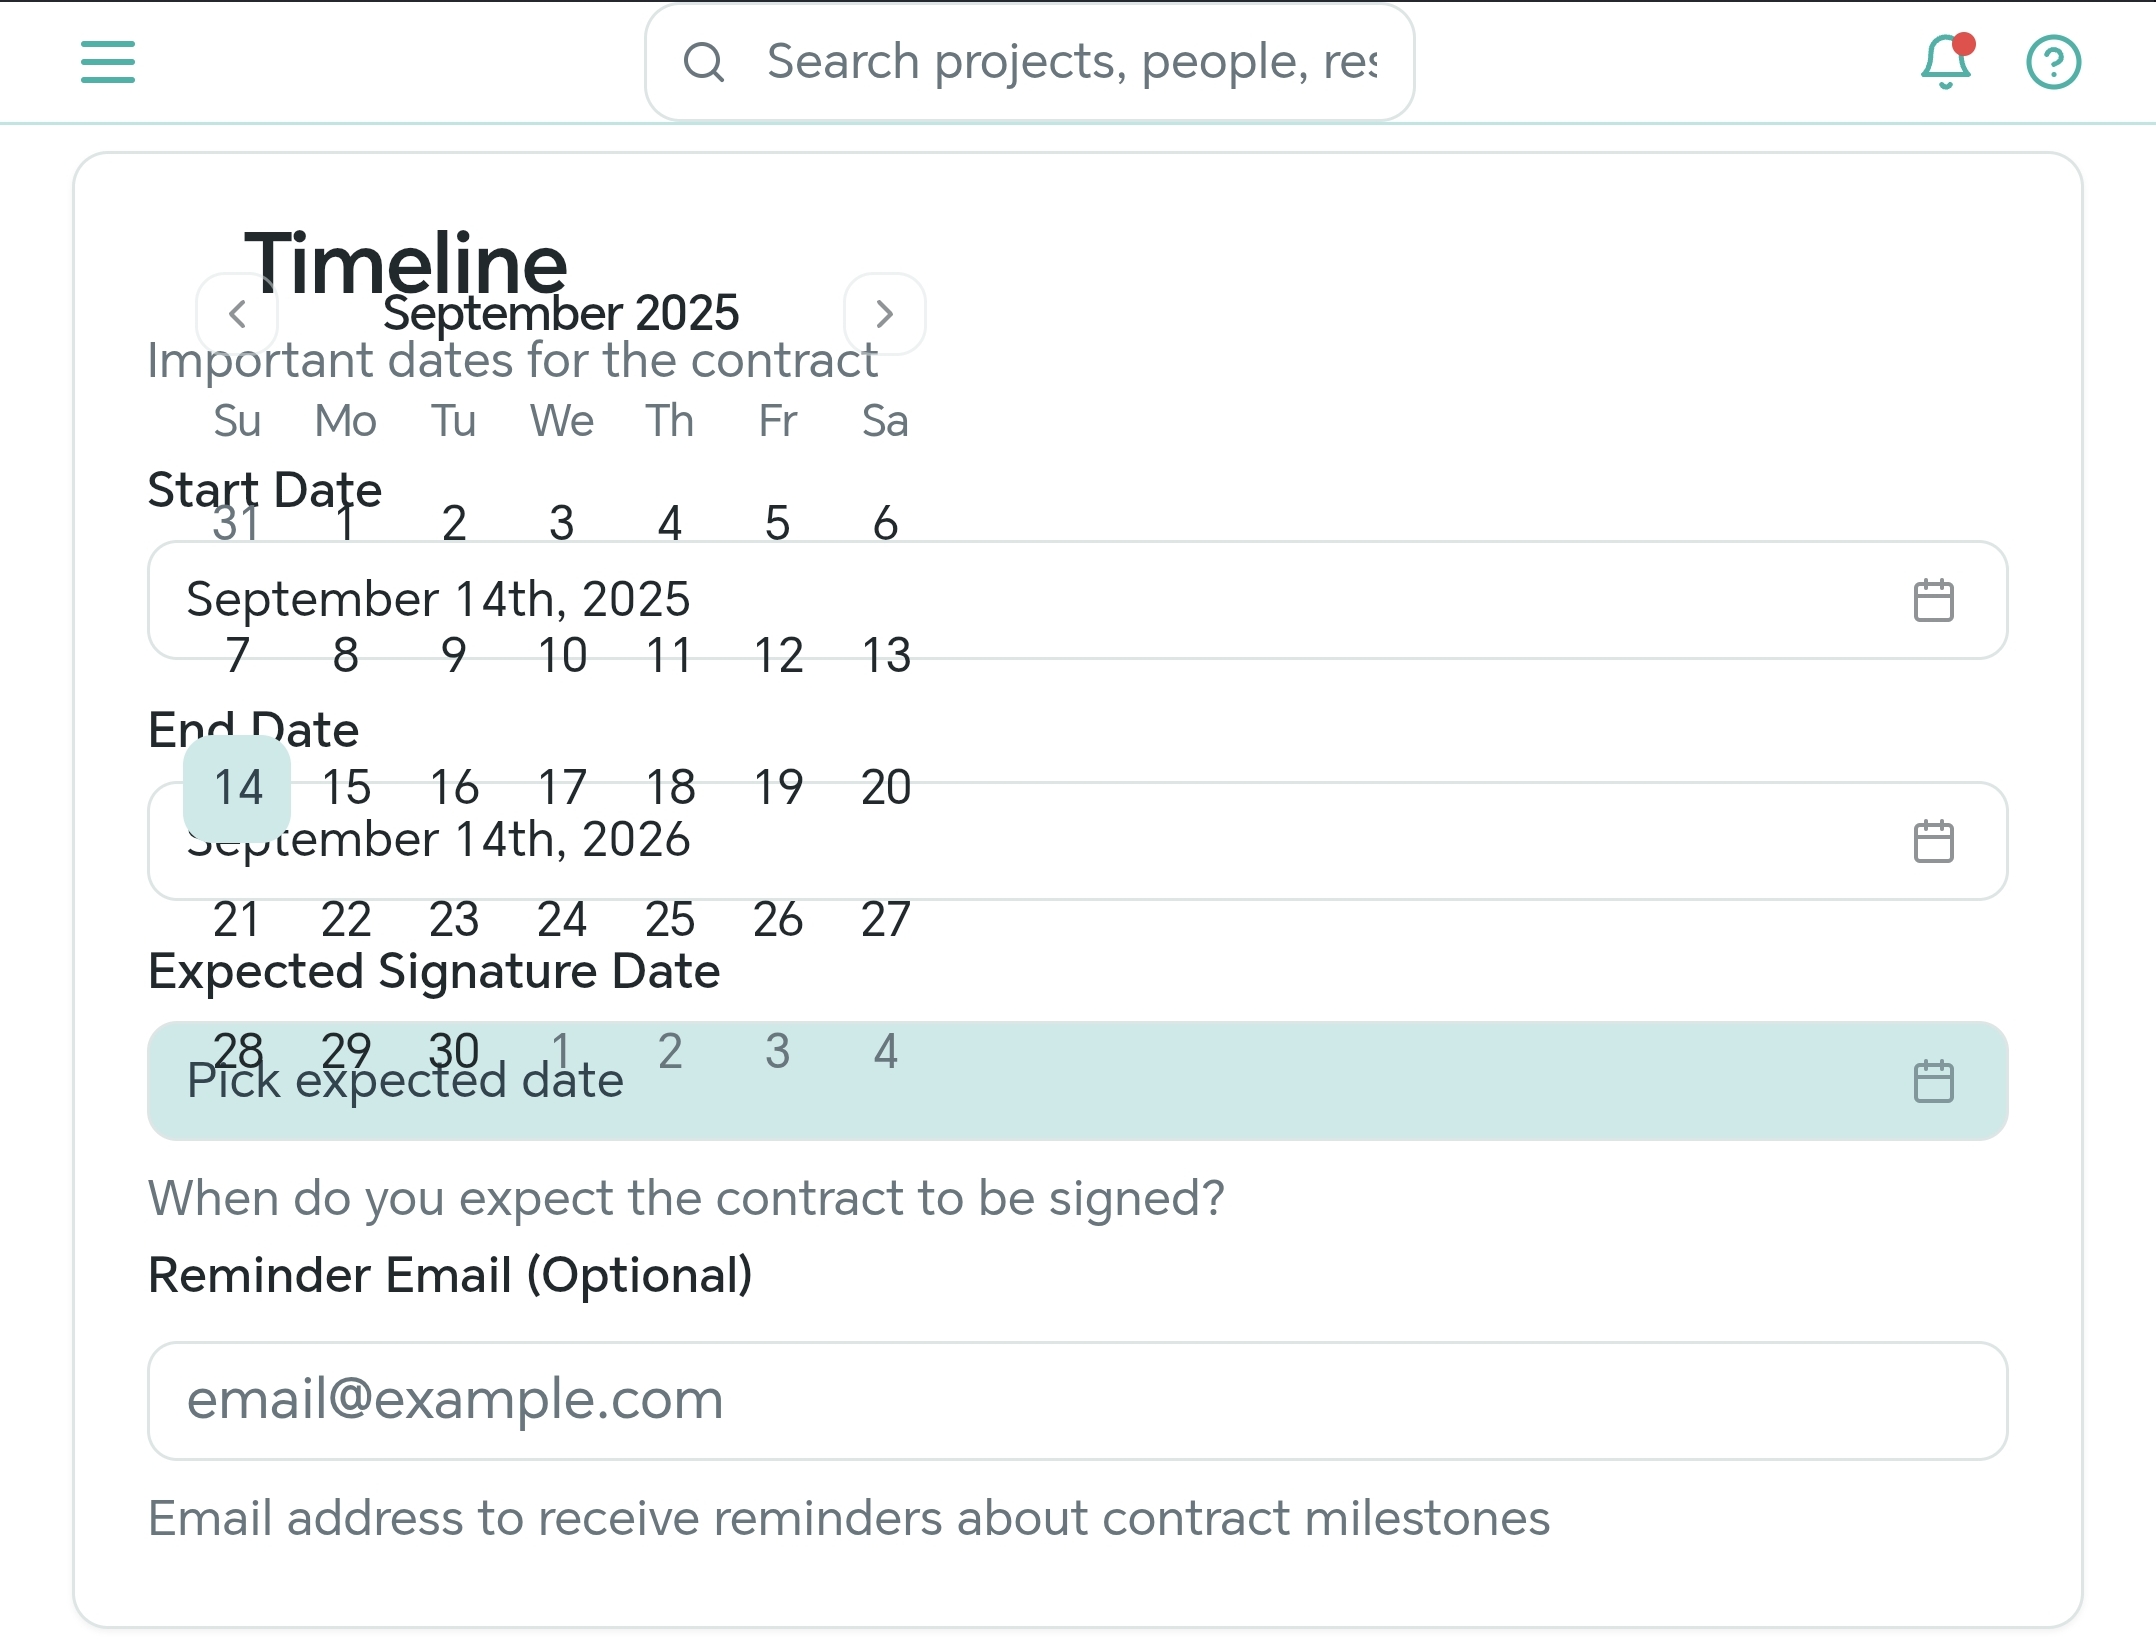 Search projects, people, res
Timeline
September 2025
Important dates for the contract
Su Mo Tu We Th Fr Sa
Start Date
31 1 2 3 4 5 6
September 14th, 2025
7 8 9 10 11 12 13
End Date
14 15 16 17 18 19 20
September 14th, 2026
21 22 23 24 25 26 27
Expected Signature Date
28 29 30 1 2 3 4
Pick expected date
When do you expect the contract to be signed?
Reminder Email (Optional)
email@example.com
Email address to receive reminders about contract milestones